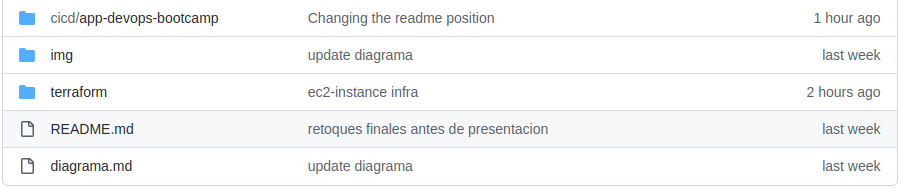 cicd/app-devops-bootcamp Changing the readme position 1 hour ago
img update diagrama last week
terraform ec2-instance infra 2 hours ago
README.md retoques finales antes de presentacion last week
diagrama.md update diagrama last week